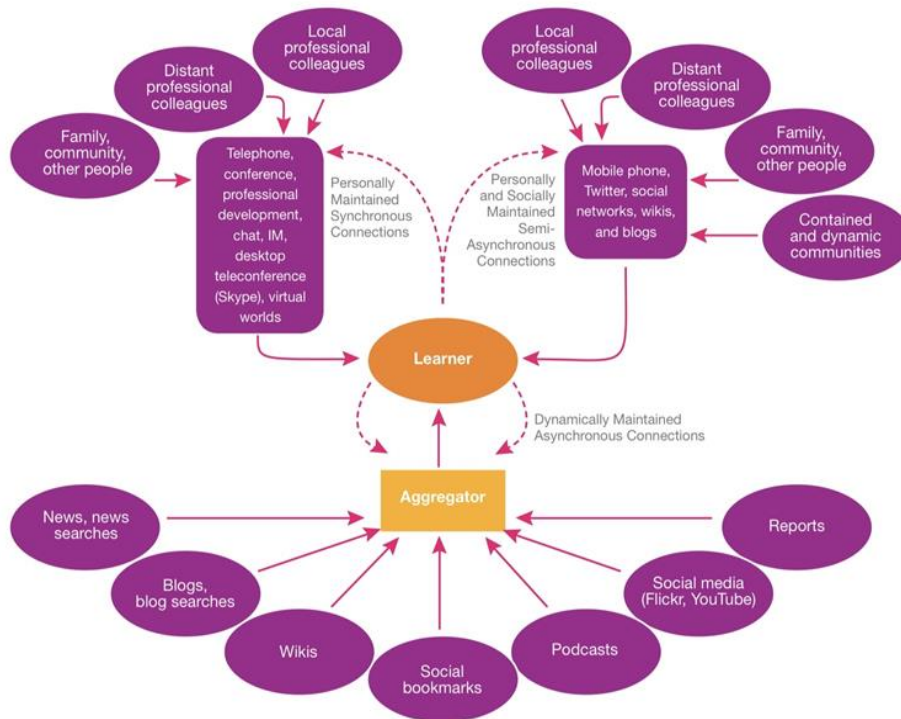 Local
professional
colleagues
Distant
professional
colleagues
Family,
community,
other people
Telephone,
conference,
professional
development,
chat, IM,
desktop
teleconference
(Skype), virtual
worlds
Personally
Maintained
Synchronous
Connections
Local
professional
colleagues
Distant
professional
colleagues
Family,
community,
other people
Contained
and dynamic
communities
Mobile phone,
Twitter, social
networks, wikis,
and blogs
Personally
and Socially
Maintained
Semi-
Asynchronous
Connections
Learner
Dynamically Maintained
Asynchronous Connections
Aggregator
News, news
searches
Blogs,
blog searches
Wikis
Social
bookmarks
Podcasts
Social media
(Flickr, YouTube)
Reports